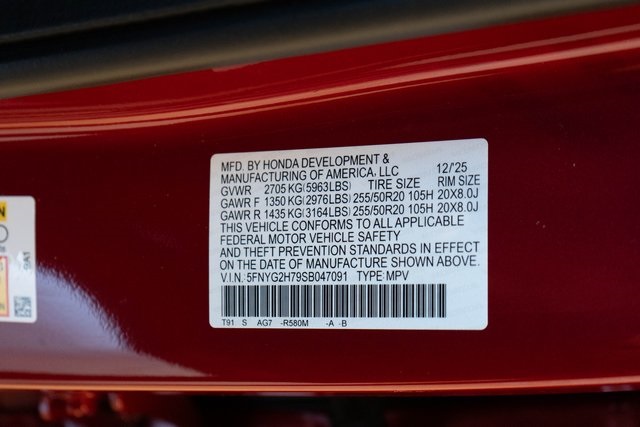 MFD. BY HONDA DEVELOPMENT &
MANUFACTURING OF AMERICA, LLC 12/'25
GVWR 2705 KG(5963LBS) TIRE SIZE RIM SIZE
GAWR F 1350 KG(2976LBS) 255/50R20 105H 20X8.0J
GAWR R 1435 KG(3164LBS) 255/50R20 105H 20X8.0J
THIS VEHICLE CONFORMS TO ALL APPLICABLE
FEDERAL MOTOR VEHICLE SAFETY
AND THEFT PREVENTION STANDARDS IN EFFECT
ON THE DATE OF MANUFACTURE SHOWN ABOVE.
V.I.N. 5FNYG2H79SB047091 TYPE: MPV
T91 S AG7 -R580M -A -B